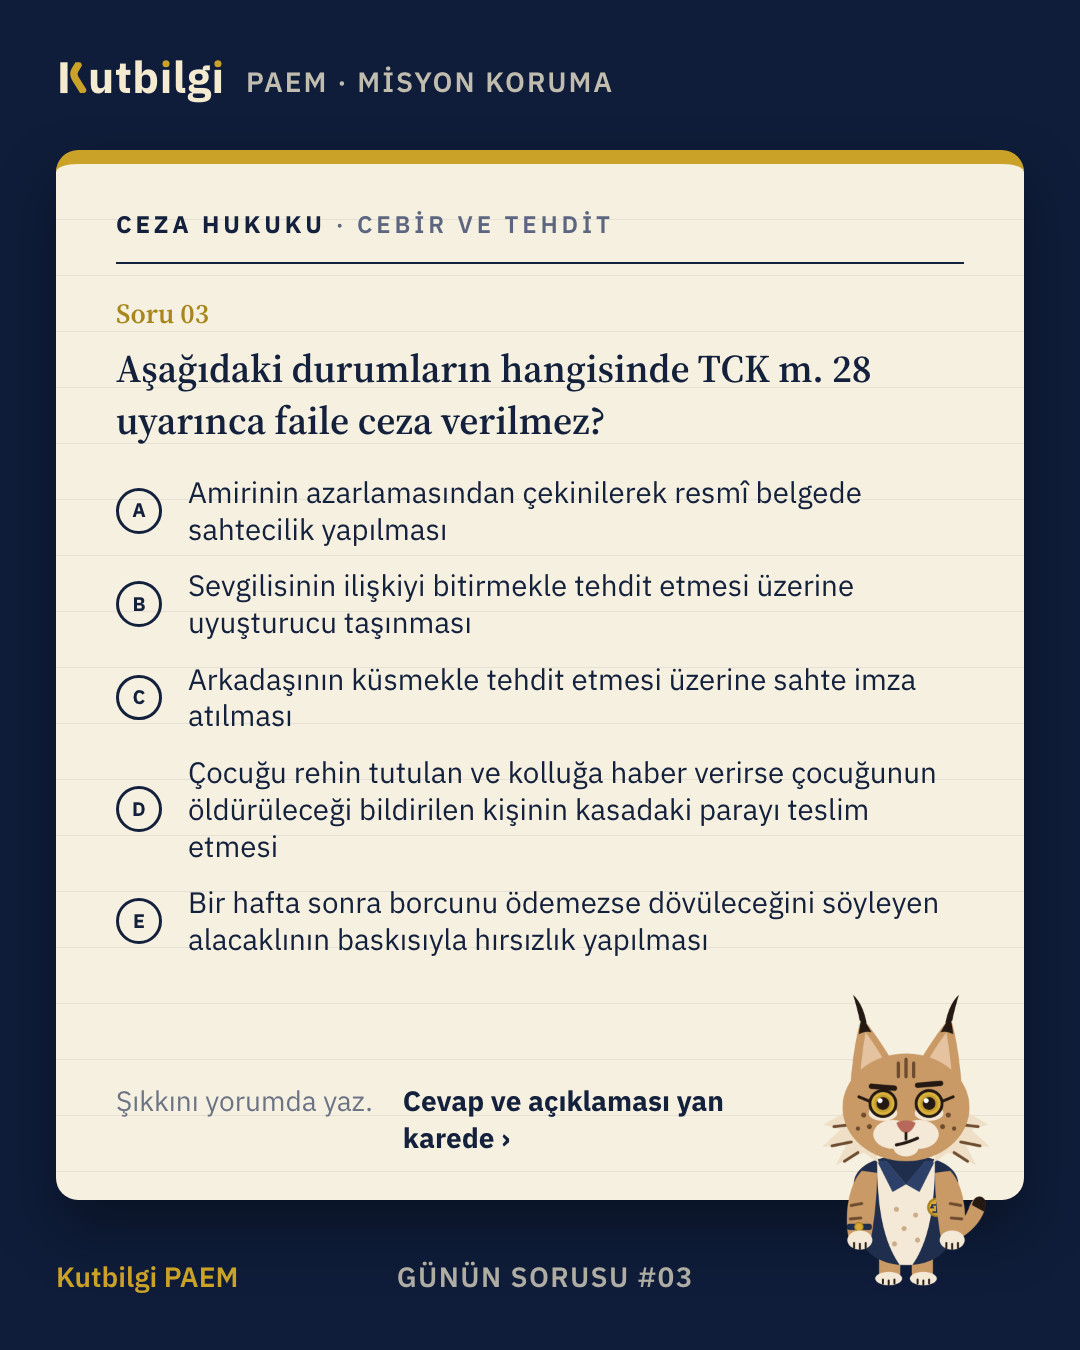 Kutbilgi PAEM · MİSYON KORUMA
CEZA HUKUKU · CEBİR VE TEHDİT
Soru 03
Aşağıdaki durumların hangisinde TCK m. 28
uyarınca faile ceza verilmez?
A Amirinin azarlamasından çekinilerek resmî belgede
sahtecilik yapılması
B Sevgilisinin ilişkiyi bitirmekle tehdit etmesi üzerine
uyuşturucu taşınması
C Arkadaşının küsmekle tehdit etmesi üzerine sahte imza
atılması
D Çocuğu rehin tutulan ve kolluğa haber verirse çocuğunun
öldürüleceği bildirilen kişinin kasadaki parayı teslim
etmesi
E Bir hafta sonra borcunu ödemezse dövüleceğini söyleyen
alacaklının baskısıyla hırsızlık yapılması
Şıkkını yorumda yaz. Cevap ve açıklaması yan
karede ›
Kutbilgi PAEM GÜNÜN SORUSU #03